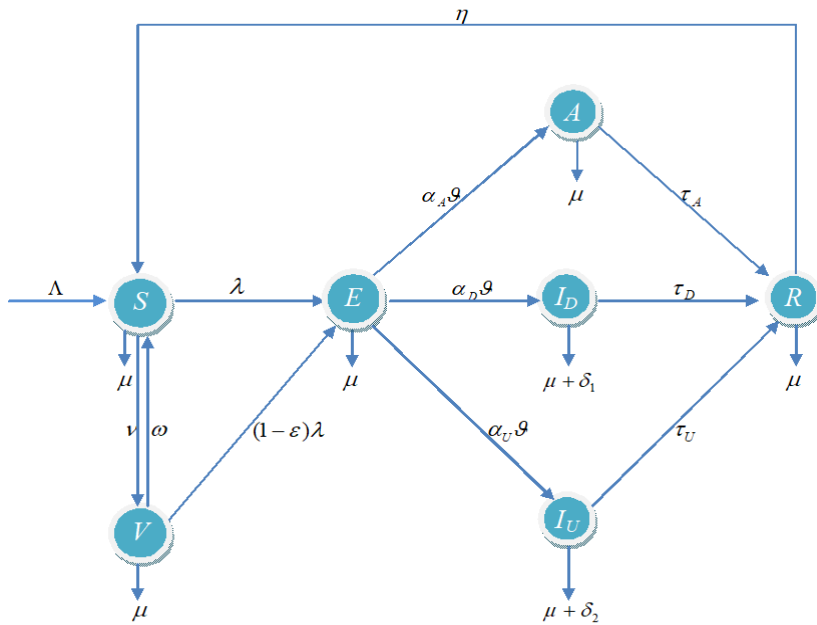 η
A
α_A ϑ
μ
τ_A
Λ
S
λ
E
α_D ϑ
I_D
τ_D
R
μ
μ
μ + δ_1
μ
ν
ω
(1 − ε)λ
α_U ϑ
τ_U
V
I_U
μ
μ + δ_2